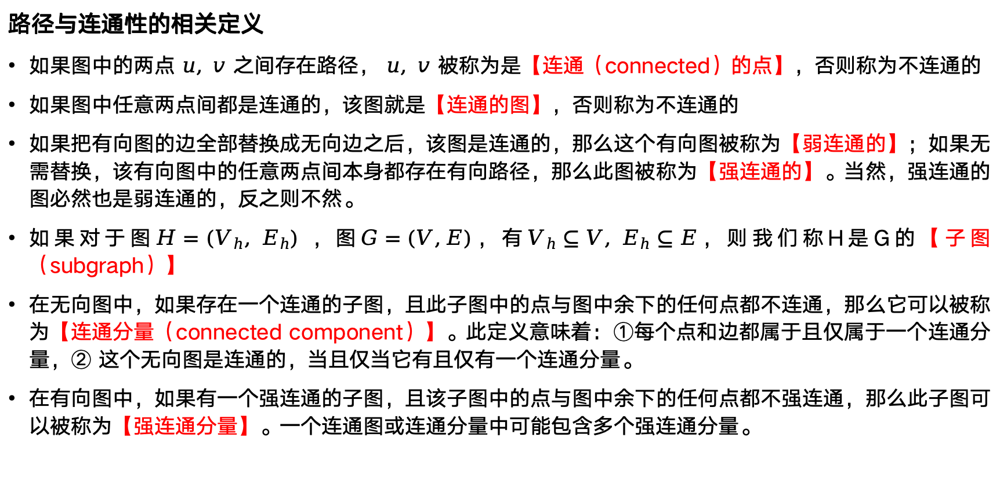 路径与连通性的相关定义
• 如果图中的两点 u, v 之间存在路径， u, v 被称为是【连通（connected）的点】，否则称为不连通的
• 如果图中任意两点间都是连通的，该图就是【连通的图】，否则称为不连通的
• 如果把有向图的边全部替换成无向边之后，该图是连通的，那么这个有向图被称为【弱连通的】；如果无
需替换，该有向图中的任意两点间本身都存在有向路径，那么此图被称为【强连通的】。当然，强连通的
图必然也是弱连通的，反之则不然。
• 如果对于图 H = (V_h, E_h) ，图 G = (V, E)，有 V_h ⊆ V, E_h ⊆ E，则我们称H是G的【子图
（subgraph）】
• 在无向图中，如果存在一个连通的子图，且此子图中的点与图中余下的任何点都不连通，那么它可以被称
为【连通分量（connected component）】。此定义意味着：①每个点和边都属于且仅属于一个连通分
量，② 这个无向图是连通的，当且仅当它有且仅有一个连通分量。
• 在有向图中，如果有一个强连通的子图，且该子图中的点与图中余下的任何点都不强连通，那么此子图可
以被称为【强连通分量】。一个连通图或连通分量中可能包含多个强连通分量。